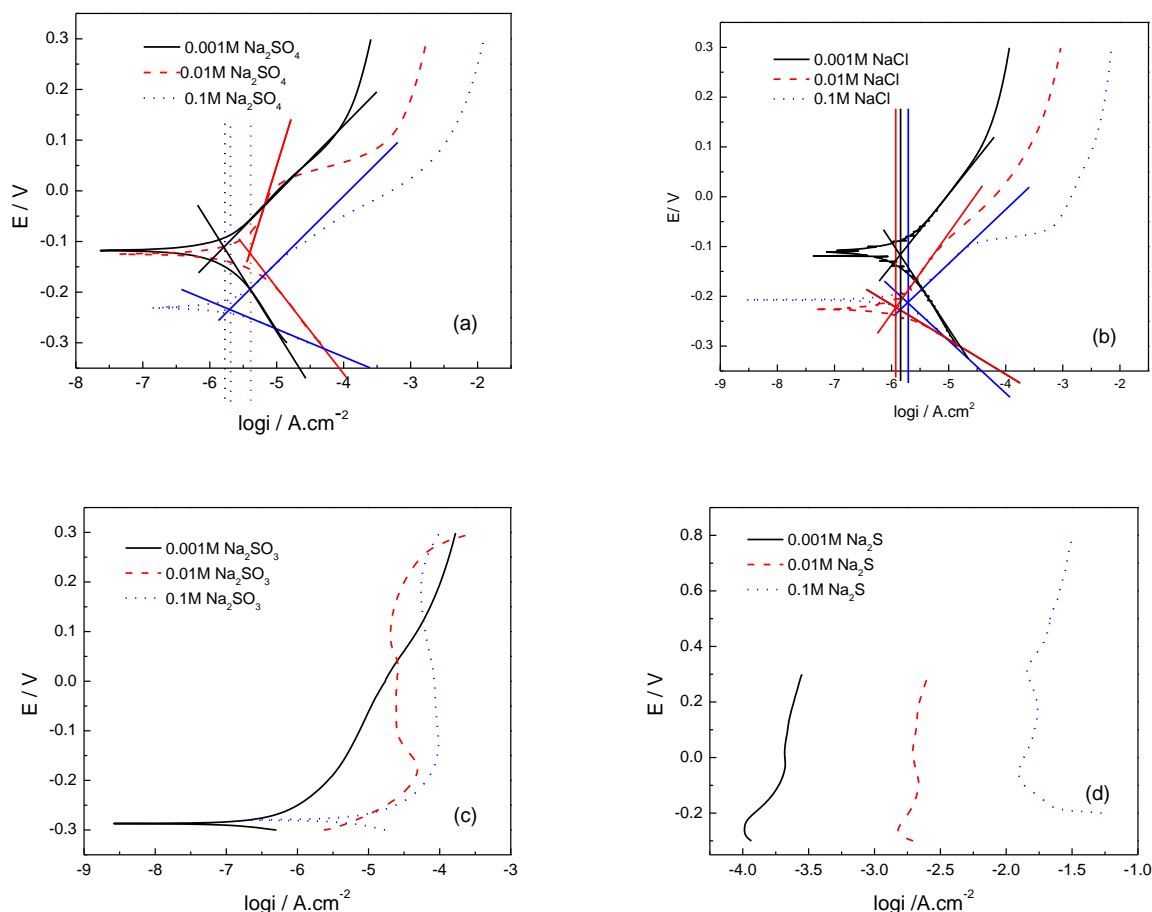 0.3
0.2
0.1
0.0
-0.1
-0.2
-0.3
E / V
0.001M Na₂SO₄
0.01M Na₂SO₄
0.1M Na₂SO₄
(a)
-8 -7 -6 -5 -4 -3 -2
logi / A.cm⁻²
0.3
0.2
0.1
0.0
-0.1
-0.2
-0.3
E/ V
0.001M NaCl
0.01M NaCl
0.1M NaCl
(b)
-9 -8 -7 -6 -5 -4 -3 -2
logi / A.cm²
0.3
0.2
0.1
0.0
-0.1
-0.2
-0.3
E / V
0.001M Na₂SO₃
0.01M Na₂SO₃
0.1M Na₂SO₃
(c)
-9 -8 -7 -6 -5 -4 -3
logi / A.cm⁻²
0.8
0.6
0.4
0.2
0.0
-0.2
E / V
0.001M Na₂S
0.01M Na₂S
0.1M Na₂S
(d)
-4.0 -3.5 -3.0 -2.5 -2.0 -1.5 -1.0
logi /A.cm⁻²